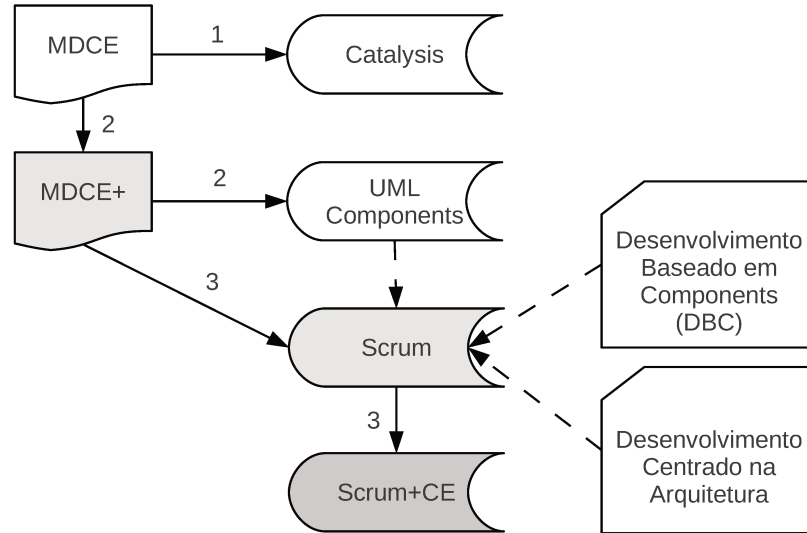 MDCE
1
Catalysis
2
MDCE+
2
UML
Components
Desenvolvimento
Baseado em
Components
(DBC)
3
Scrum
3
Desenvolvimento
Centrado na
Arquitetura
Scrum+CE